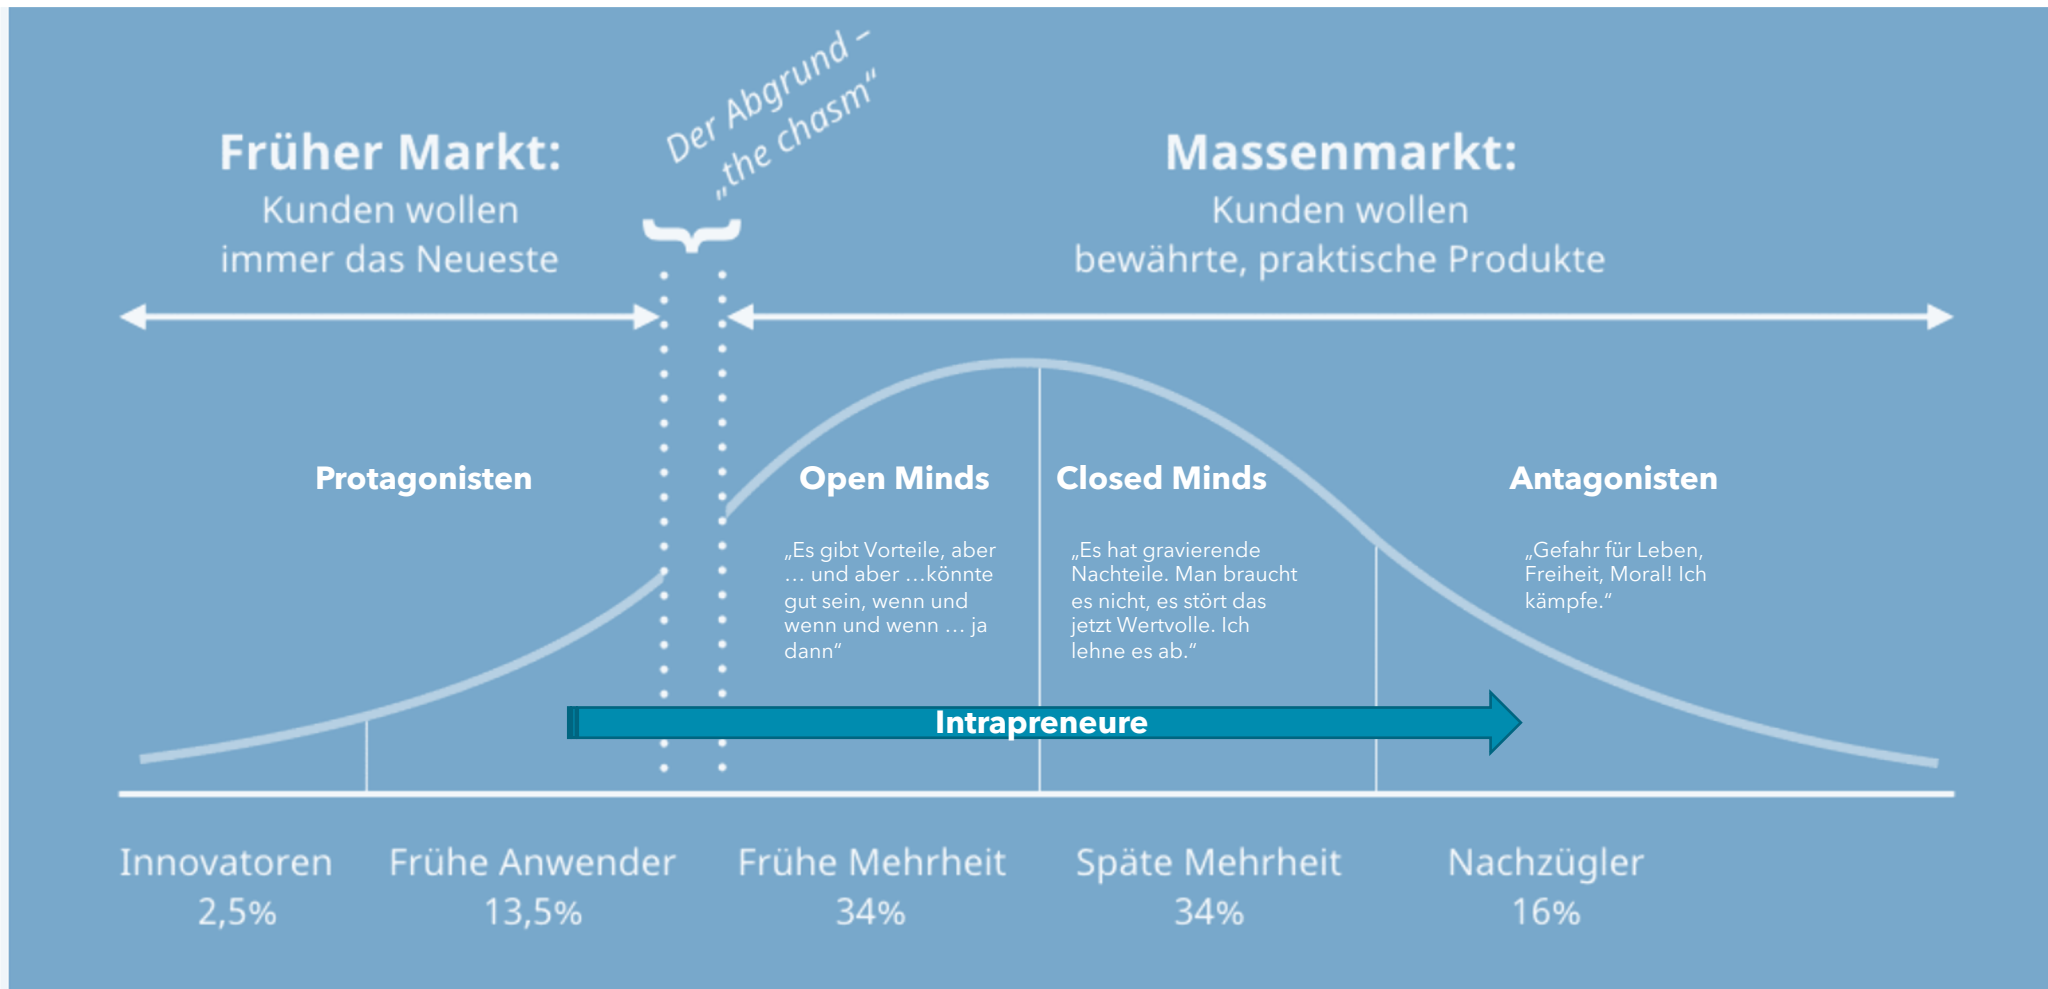 Der Abgrund –
„the chasm“
Früher Markt:
Kunden wollen
immer das Neueste
Massenmarkt:
Kunden wollen
bewährte, praktische Produkte
Protagonisten
Open Minds
„Es gibt Vorteile, aber
… und aber …könnte
gut sein, wenn und
wenn und wenn … ja
dann“
Closed Minds
„Es hat gravierende
Nachteile. Man braucht
es nicht, es stört das
jetzt Wertvolle. Ich
lehne es ab.“
Antagonisten
„Gefahr für Leben,
Freiheit, Moral! Ich
kämpfe.“
Intrapreneure
Innovatoren
2,5%
Frühe Anwender
13,5%
Frühe Mehrheit
34%
Späte Mehrheit
34%
Nachzügler
16%